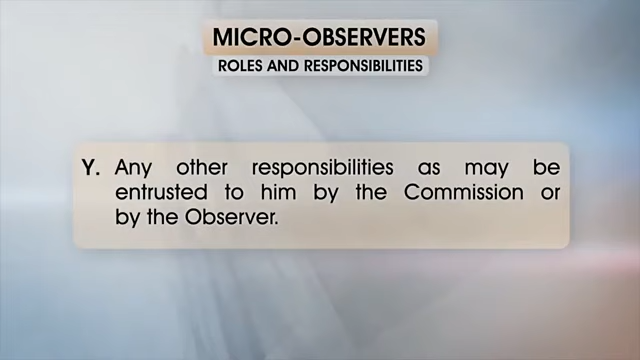 MICRO-OBSERVERS
ROLES AND RESPONSIBILITIES
Y. Any other responsibilities as may be
entrusted to him by the Commission or
by the Observer.